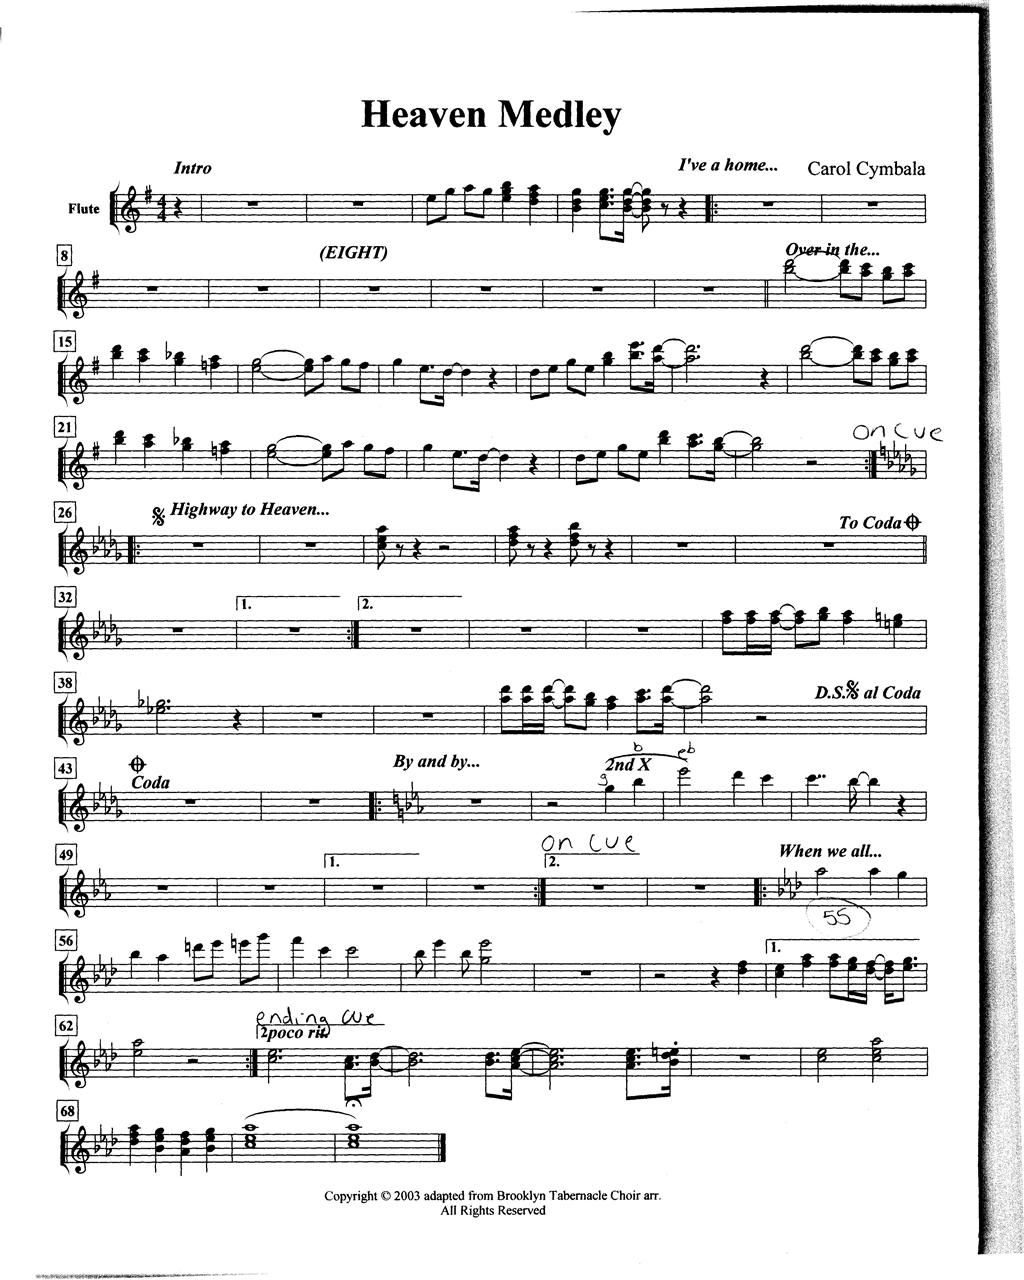 Heaven Medley
Intro
I've a home...
Carol Cymbala
Flute
8
(EIGHT)
Over in the...
15
21
on cue
26
Highway to Heaven...
To Coda
32
1.
2.
38
D.S. al Coda
43
Coda
By and by...
2nd X
g
b
eb
49
1.
on cue
2.
When we all...
55
56
1.
62
ending cue
2poco rit.
68
Copyright © 2003 adapted from Brooklyn Tabernacle Choir arr.
All Rights Reserved